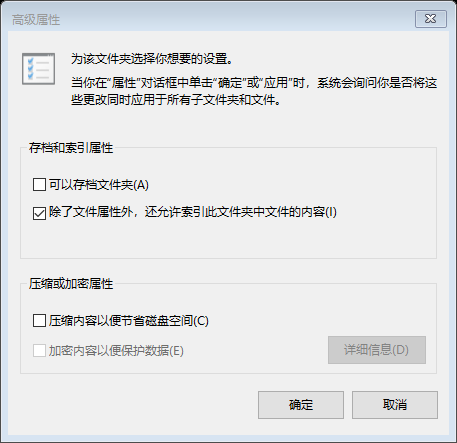 高级属性
为该文件夹选择你想要的设置。
当你在“属性”对话框中单击“确定”或“应用”时，系统会询问你是否将这
些更改同时应用于所有子文件夹和文件。
存档和索引属性
可以存档文件夹(A)
除了文件属性外，还允许索引此文件夹中文件的内容(I)
压缩或加密属性
压缩内容以便节省磁盘空间(C)
加密内容以便保护数据(E)
详细信息(D)
确定
取消